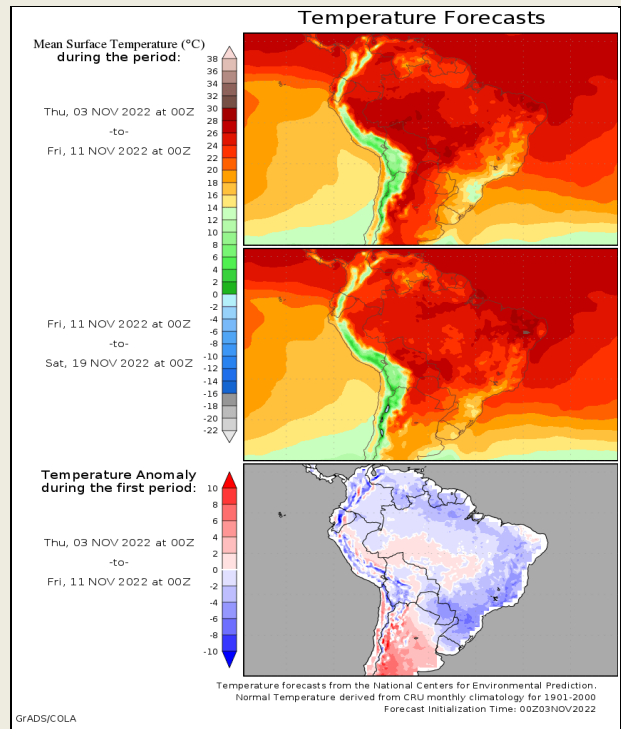 Temperature Forecasts
Mean Surface Temperature (°C)
during the period:
Thu, 03 NOV 2022 at 00Z
-to-
Fri, 11 NOV 2022 at 00Z
38
36
34
32
30
28
26
24
22
20
18
16
14
12
10
8
6
4
2
0
-2
-4
-6
-8
-10
-12
-14
-16
-18
-20
-22
Fri, 11 NOV 2022 at 00Z
-to-
Sat, 19 NOV 2022 at 00Z
Temperature Anomaly
during the first period:
Thu, 03 NOV 2022 at 00Z
-to-
Fri, 11 NOV 2022 at 00Z
10
8
6
4
2
0
-2
-4
-6
-8
-10
Temperature forecasts from the National Centers for Environmental Prediction.
Normal Temperature derived from CRU monthly climatology for 1901-2000
Forecast Initialization Time: 00Z03NOV2022
GrADS/COLA